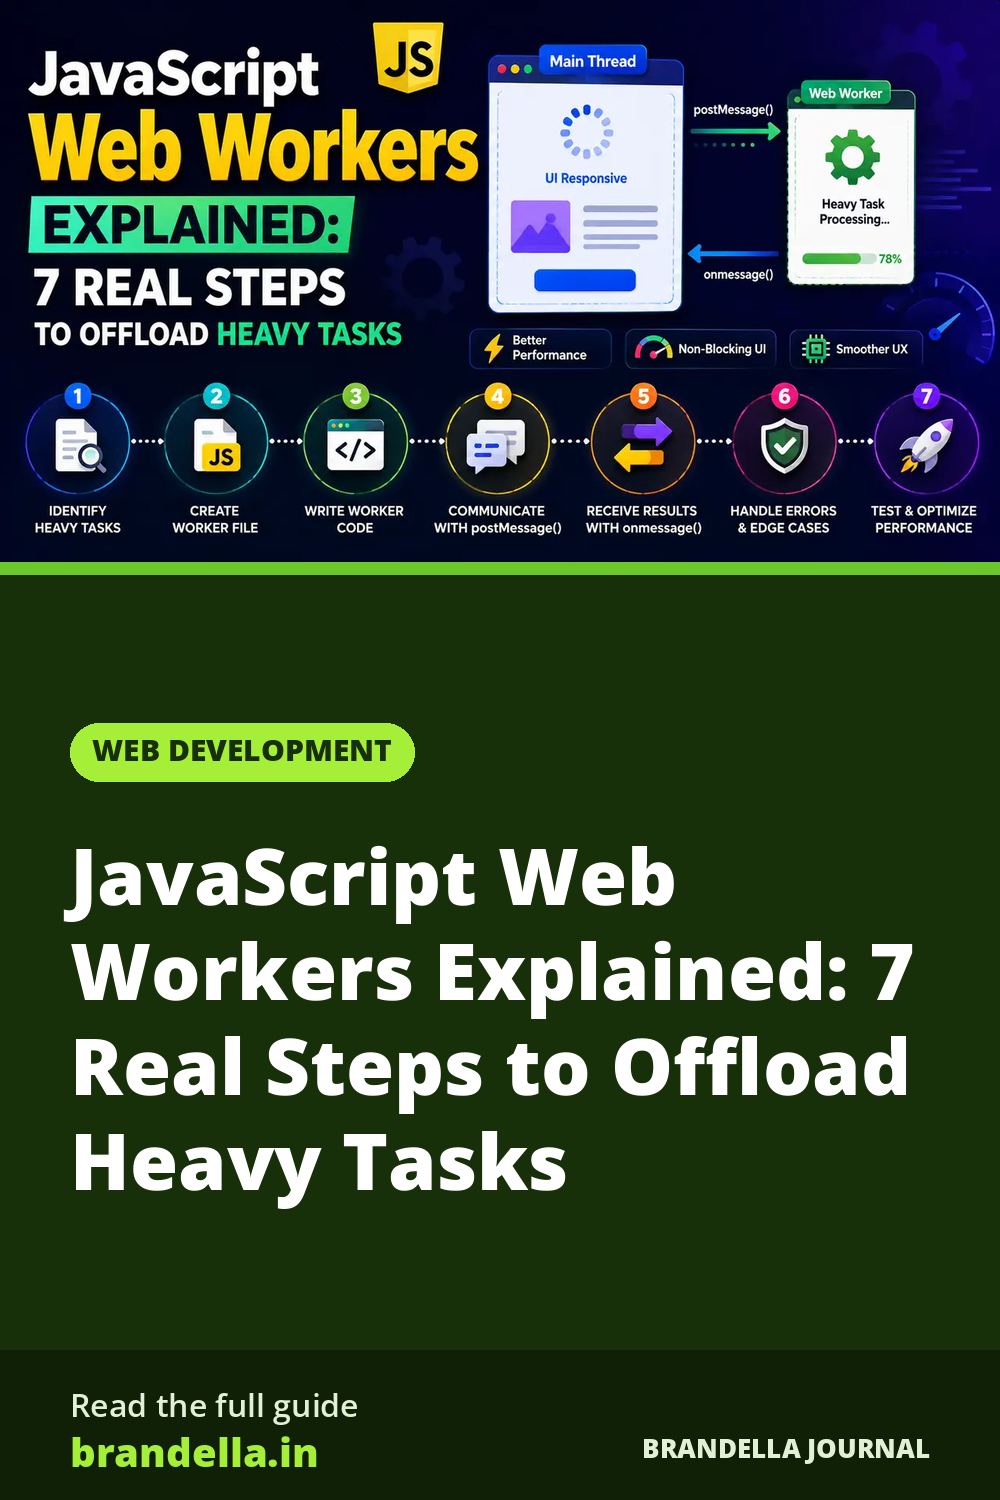 JavaScript
JS
Web Workers
EXPLAINED:
7 REAL STEPS
TO OFFLOAD HEAVY TASKS
Main Thread
UI Responsive
postMessage()
onmessage()
Web Worker
Heavy Task
Processing...
78%
Better
Performance
Non-Blocking UI
Smoother UX
1
IDENTIFY
HEAVY TASKS
2
JS
CREATE
WORKER FILE
3
</>
WRITE WORKER
CODE
4
COMMUNICATE
WITH postMessage()
5
RECEIVE RESULTS
WITH onmessage()
6
HANDLE ERRORS
& EDGE CASES
7
TEST & OPTIMIZE
PERFORMANCE
WEB DEVELOPMENT
JavaScript Web
Workers Explained: 7
Real Steps to Offload
Heavy Tasks
Read the full guide
brandella.in
BRANDELLA JOURNAL